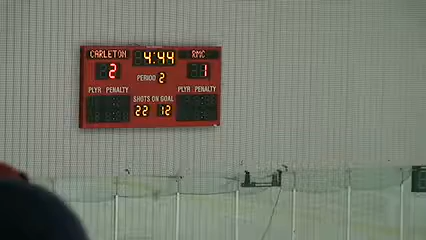 CARLETON 4:44 RMC
2 PERIOD 2 1
PLYR PENALTY PLYR PENALTY
SHOTS ON GOAL
22 12